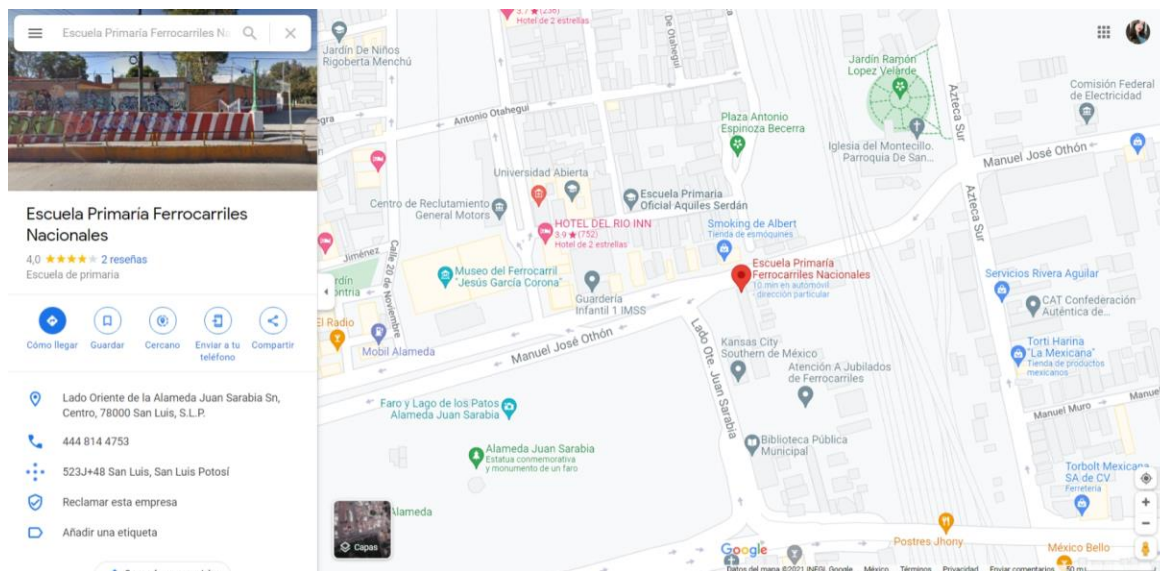 Escuela Primaría Ferrocarriles Na
Escuela Primaría Ferrocarriles
Nacionales
4,0 ★★★★★ 2 reseñas
Escuela de primaria
Cómo llegar
Guardar
Cercano
Enviar a tu
teléfono
Compartir
Lado Oriente de la Alameda Juan Sarabia Sn,
Centro, 78000 San Luis, S.L.P.
444 814 4753
523J+48 San Luis, San Luis Potosí
Reclamar esta empresa
Añadir una etiqueta
3.7 ★ (236)
Hotel de 2 estrellas
De Otahegui
Jardín De Niños
Rigoberta Menchú
Antonio Otahegui
Jardín Ramón
Lopez Velarde
Azteca Sur
Comisión Federal
de Electricidad
Plaza Antonio
Espinoza Becerra
Iglesia del Montecillo.
Parroquia De San...
Manuel José Othón
Universidad Abierta
Centro de Reclutamiento
General Motors
Escuela Primaria
Oficial Aquiles Serdán
Azteca Sur
HOTEL DEL RIO INN
3,9 ★ (752)
Hotel de 2 estrellas
Smoking de Albert
Tienda de esmóquines
Jiménez
Calle 20 de Noviembre
Museo del Ferrocarril
"Jesús García Corona"
Escuela Primaría
Ferrocarriles Nacionales
10 min en automóvil
- dirección particular
Servicios Rivera Aguilar
Guardería
Infantil 1 IMSS
CAT Confederación
Auténtica de...
El Radio
Mobil Alameda
Manuel José Othón
Lado Ote. Juan Sarabia
Kansas City
Southern de México
Atención A Jubilados
de Ferrocarriles
Torti Harina
"La Mexicana"
Tienda de productos
mexicanos
Faro y Lago de los Patos
Alameda Juan Sarabia
Manuel Muro
Manue
Alameda Juan Sarabia
Estatua conmemorativa
y monumento de un faro
Biblioteca Pública
Municipal
Torbolt Mexicana
SA de CV
Ferretería
Alameda
Capas
Google
Postres Jhony
México Bello
Datos del mapa ©2021 INEGI, Google
México
Términos
Privacidad
Enviar comentarios
50 m